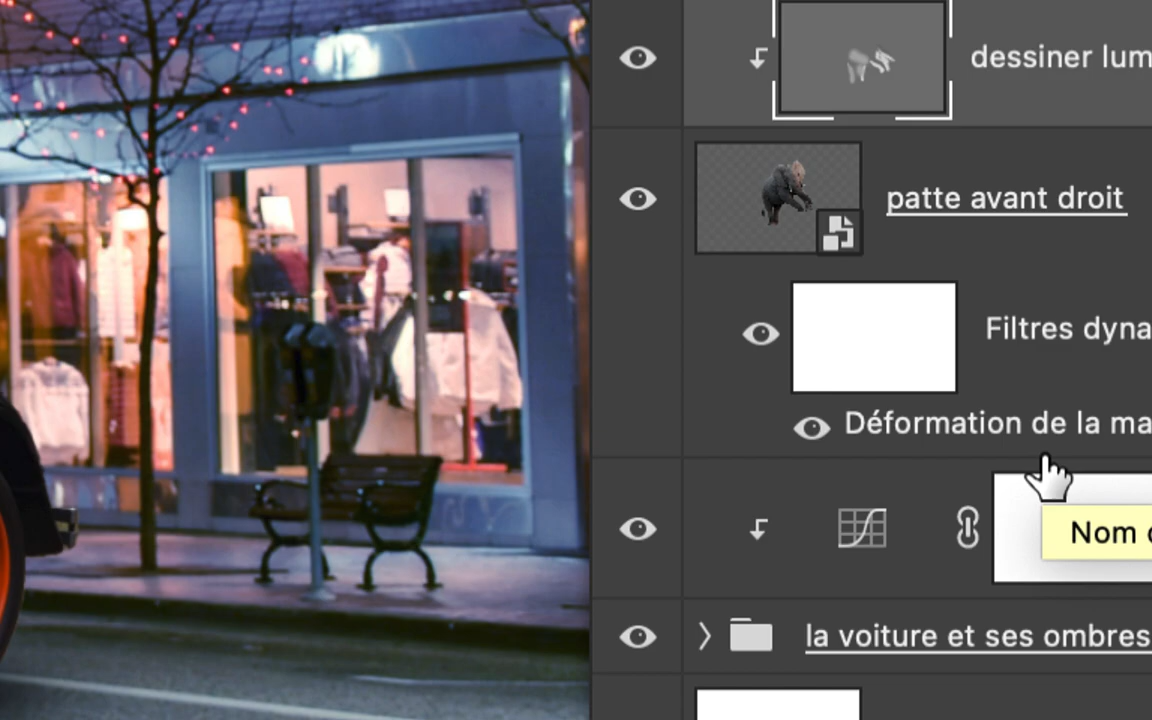 dessiner lum
patte avant droit
Filtres dyna
Déformation de la ma
Nom
la voiture et ses ombres